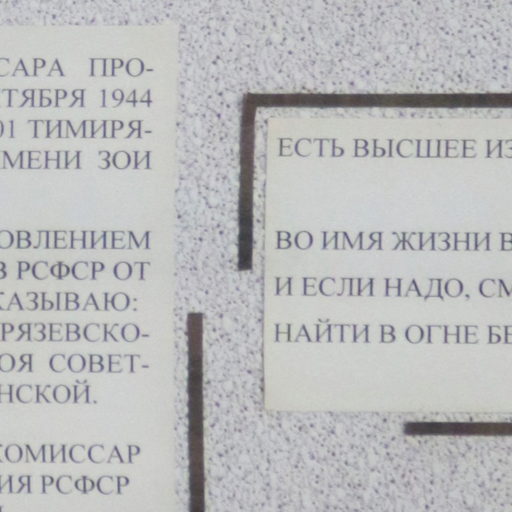 САРА ПРО-
ТЯБРЯ 1944
01 ТИМИРЯ-
МЕНИ ЗОИ
ОВЛЕНИЕМ
В РСФСР ОТ
КАЗЫВАЮ:
РЯЗЕВСКО-
ОЯ СОВЕТ-
НСКОЙ.
КОМИССАР
ИЯ РСФСР
ЕСТЬ ВЫСШЕЕ ИЗ
ВО ИМЯ ЖИЗНИ В
И ЕСЛИ НАДО, СМ
НАЙТИ В ОГНЕ БЕ